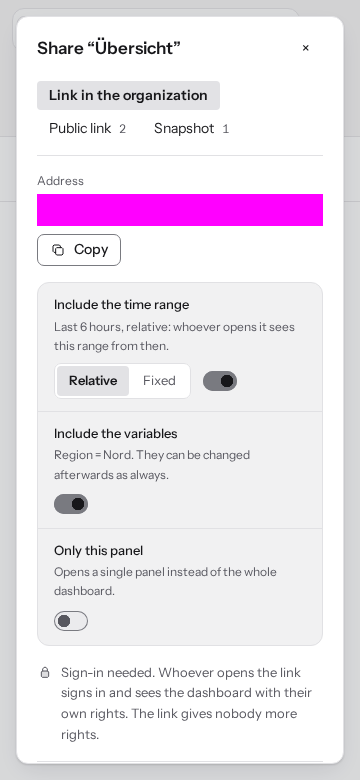 Share “Übersicht”
×
Link in the organization
Public link 2 Snapshot 1
Address
Copy
Include the time range
Last 6 hours, relative: whoever opens it sees
this range from then.
Relative Fixed
Include the variables
Region = Nord. They can be changed
afterwards as always.
Only this panel
Opens a single panel instead of the whole
dashboard.
Sign-in needed. Whoever opens the link
signs in and sees the dashboard with their
own rights. The link gives nobody more
rights.